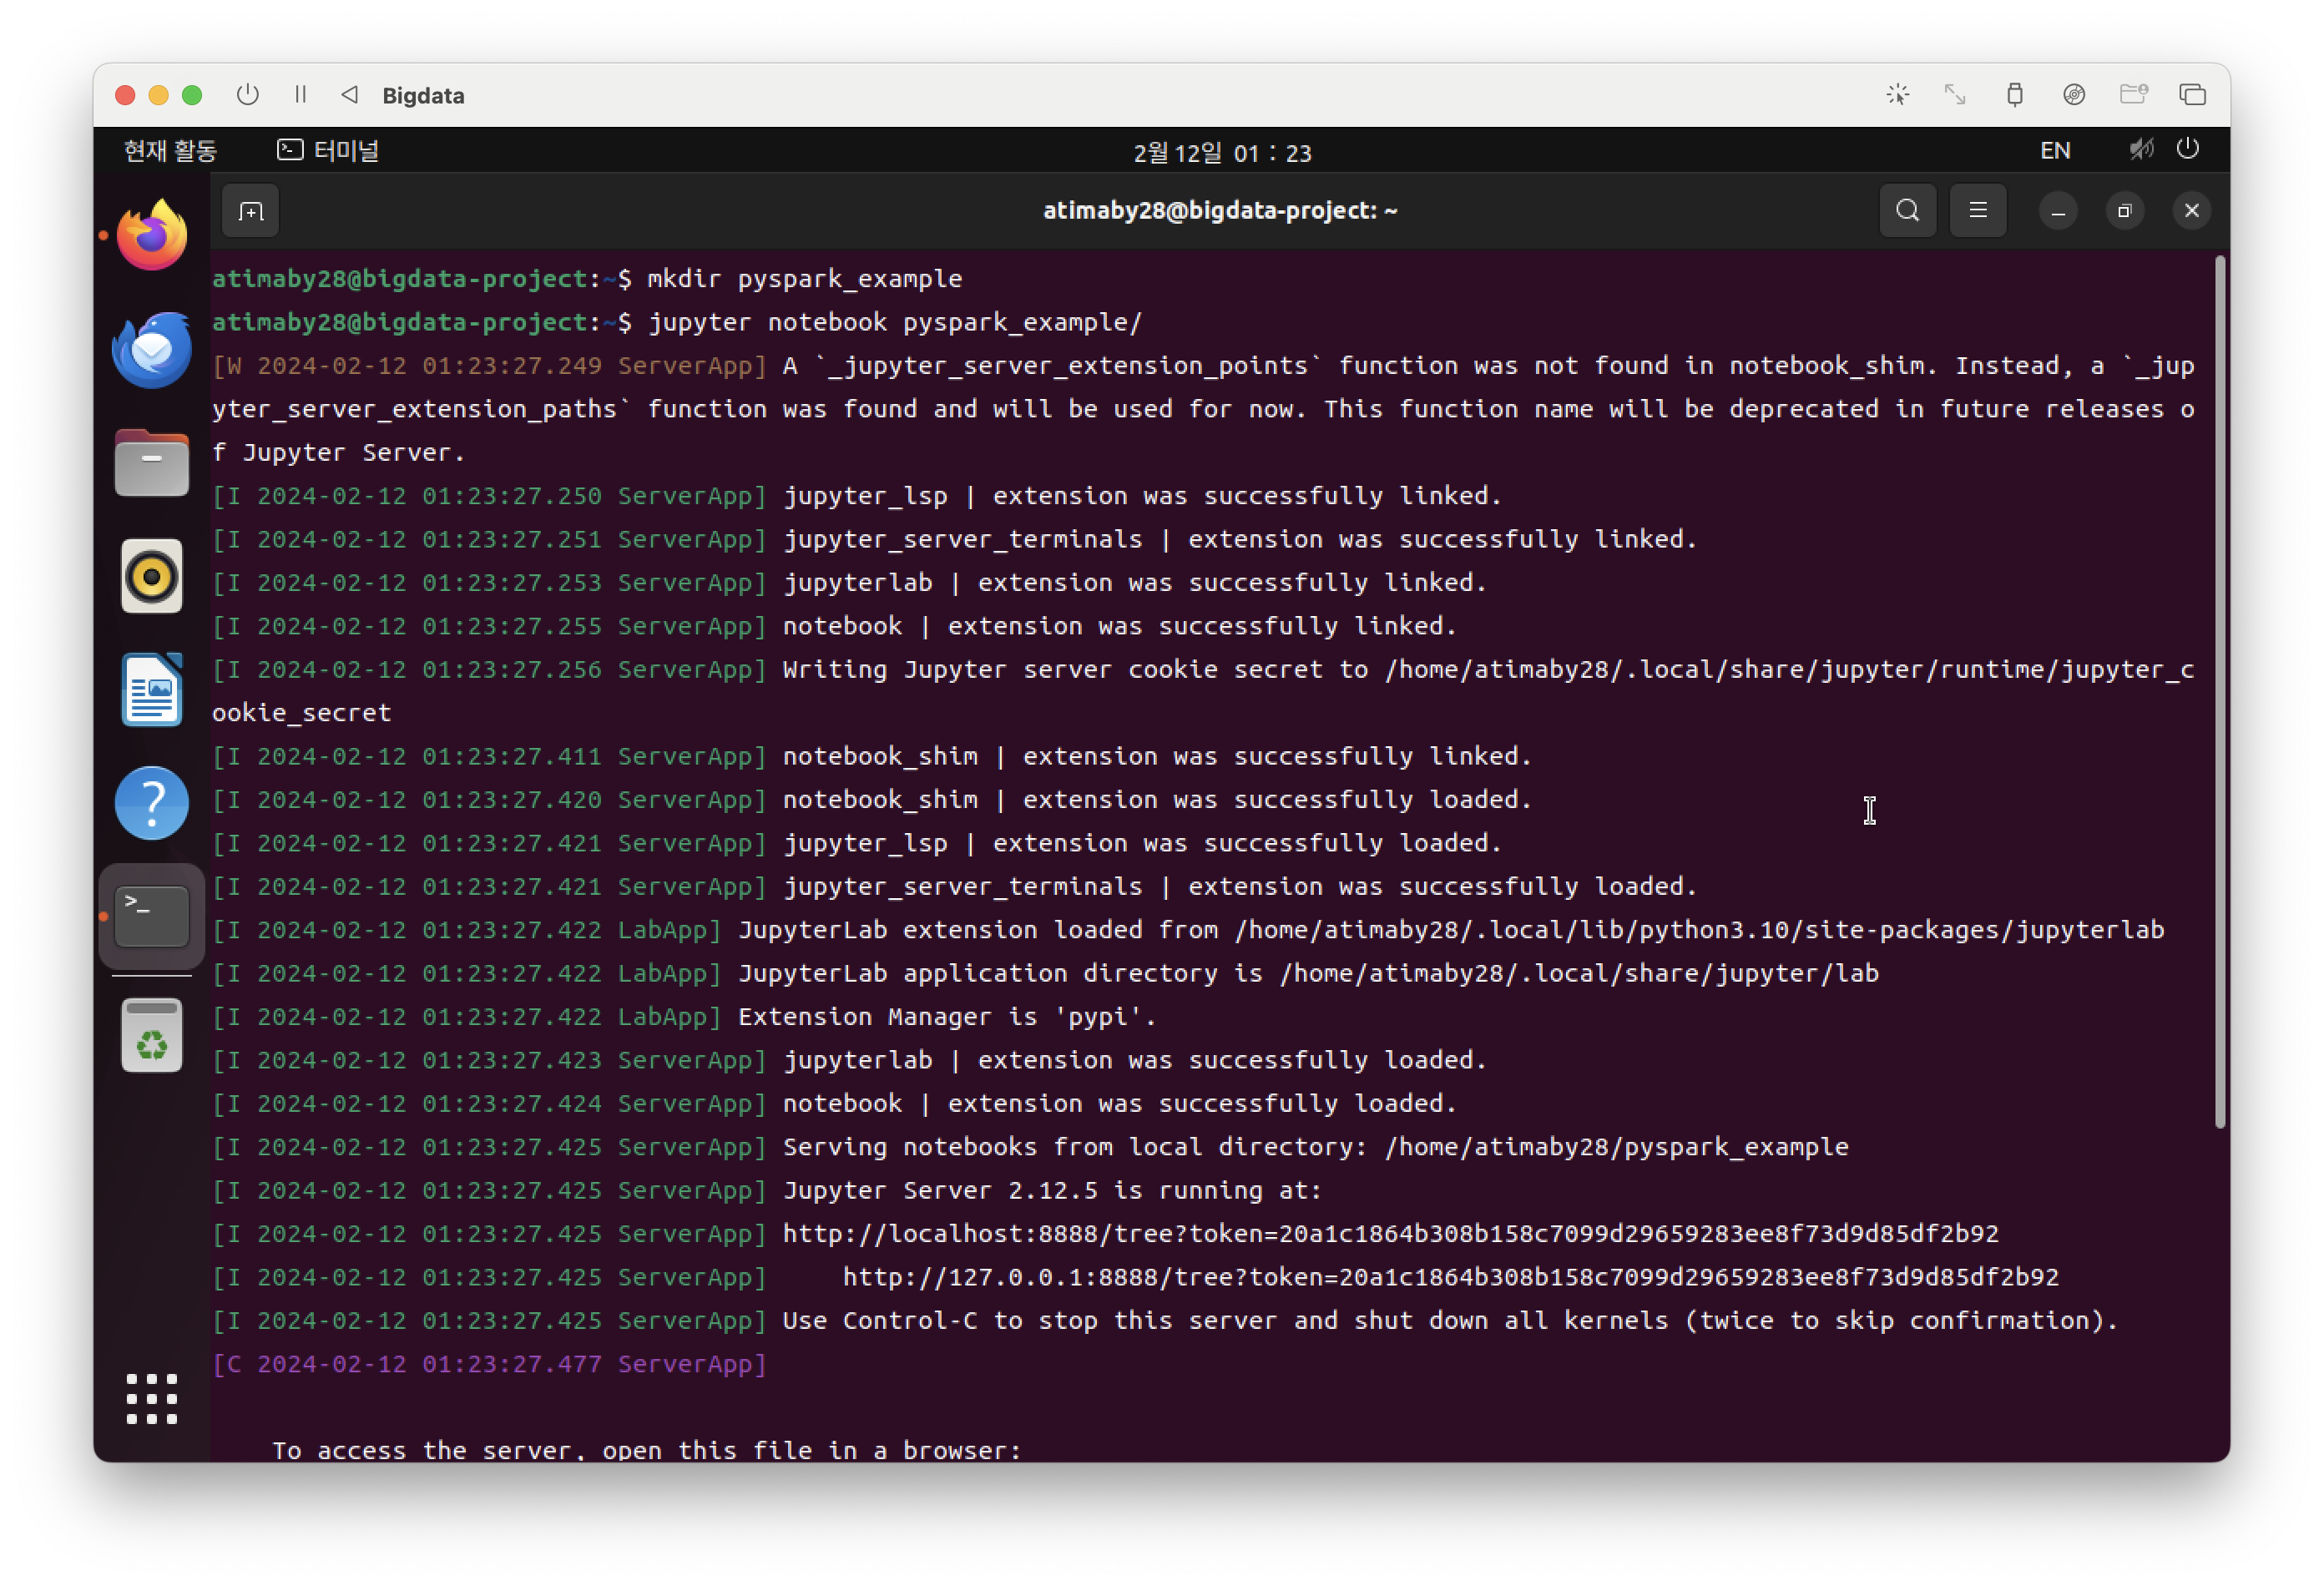 Bigdata
현재 활동
터미널
2월 12일 01 : 23
EN
atimaby28@bigdata-project: ~
atimaby28@bigdata-project:~$ mkdir pyspark_example
atimaby28@bigdata-project:~$ jupyter notebook pyspark_example/
[W 2024-02-12 01:23:27.249 ServerApp] A `_jupyter_server_extension_points` function was not found in notebook_shim. Instead, a `_jup
yter_server_extension_paths` function was found and will be used for now. This function name will be deprecated in future releases o
f Jupyter Server.
[I 2024-02-12 01:23:27.250 ServerApp] jupyter_lsp | extension was successfully linked.
[I 2024-02-12 01:23:27.251 ServerApp] jupyter_server_terminals | extension was successfully linked.
[I 2024-02-12 01:23:27.253 ServerApp] jupyterlab | extension was successfully linked.
[I 2024-02-12 01:23:27.255 ServerApp] notebook | extension was successfully linked.
[I 2024-02-12 01:23:27.256 ServerApp] Writing Jupyter server cookie secret to /home/atimaby28/.local/share/jupyter/runtime/jupyter_c
ookie_secret
[I 2024-02-12 01:23:27.411 ServerApp] notebook_shim | extension was successfully linked.
[I 2024-02-12 01:23:27.420 ServerApp] notebook_shim | extension was successfully loaded.
[I 2024-02-12 01:23:27.421 ServerApp] jupyter_lsp | extension was successfully loaded.
[I 2024-02-12 01:23:27.421 ServerApp] jupyter_server_terminals | extension was successfully loaded.
[I 2024-02-12 01:23:27.422 LabApp] JupyterLab extension loaded from /home/atimaby28/.local/lib/python3.10/site-packages/jupyterlab
[I 2024-02-12 01:23:27.422 LabApp] JupyterLab application directory is /home/atimaby28/.local/share/jupyter/lab
[I 2024-02-12 01:23:27.422 LabApp] Extension Manager is 'pypi'.
[I 2024-02-12 01:23:27.423 ServerApp] jupyterlab | extension was successfully loaded.
[I 2024-02-12 01:23:27.424 ServerApp] notebook | extension was successfully loaded.
[I 2024-02-12 01:23:27.425 ServerApp] Serving notebooks from local directory: /home/atimaby28/pyspark_example
[I 2024-02-12 01:23:27.425 ServerApp] Jupyter Server 2.12.5 is running at:
[I 2024-02-12 01:23:27.425 ServerApp] http://localhost:8888/tree?token=20a1c1864b308b158c7099d29659283ee8f73d9d85df2b92
[I 2024-02-12 01:23:27.425 ServerApp]     http://127.0.0.1:8888/tree?token=20a1c1864b308b158c7099d29659283ee8f73d9d85df2b92
[I 2024-02-12 01:23:27.425 ServerApp] Use Control-C to stop this server and shut down all kernels (twice to skip confirmation).
[C 2024-02-12 01:23:27.477 ServerApp]
To access the server, open this file in a browser: